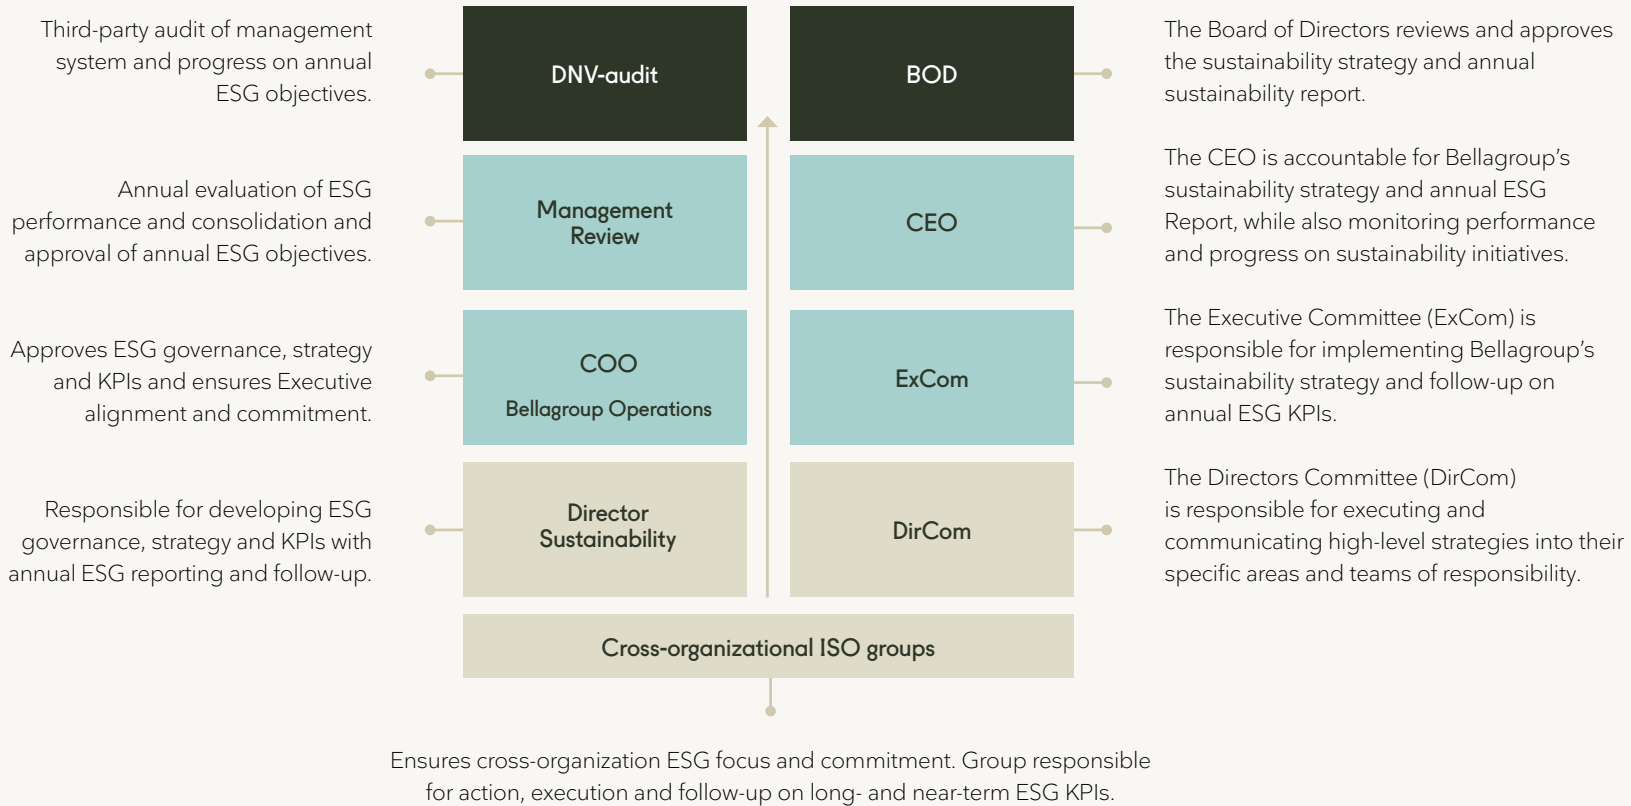 Third-party audit of management
system and progress on annual
ESG objectives.
DNV-audit
BOD
The Board of Directors reviews and approves
the sustainability strategy and annual
sustainability report.
Annual evaluation of ESG
performance and consolidation and
approval of annual ESG objectives.
Management
Review
CEO
The CEO is accountable for Bellagroup’s
sustainability strategy and annual ESG
Report, while also monitoring performance
and progress on sustainability initiatives.
Approves ESG governance, strategy
and KPIs and ensures Executive
alignment and commitment.
COO
Bellagroup Operations
ExCom
The Executive Committee (ExCom) is
responsible for implementing Bellagroup’s
sustainability strategy and follow-up on
annual ESG KPIs.
Responsible for developing ESG
governance, strategy and KPIs with
annual ESG reporting and follow-up.
Director
Sustainability
DirCom
The Directors Committee (DirCom)
is responsible for executing and
communicating high-level strategies into their
specific areas and teams of responsibility.
Cross-organizational ISO groups
Ensures cross-organization ESG focus and commitment. Group responsible
for action, execution and follow-up on long- and near-term ESG KPIs.